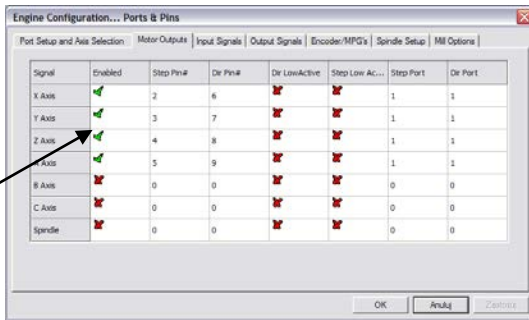 Engine Configuration... Ports & Pins
Port Setup and Axis Selection Motor Outputs Input Signals Output Signals Encoder/MPG's Spindle Setup Mill Options
Signal Enabled Step Pin# Dir Pin# Dir LowActive Step Low Ac... Step Port Dir Port
X Axis 2 6 1 1
Y Axis 3 7 1 1
Z Axis 4 8 1 1
A Axis 5 9 1 1
B Axis 0 0 0 0
C Axis 0 0 0 0
Spindle 0 0 0 0
OK Anuluj Zastosuj